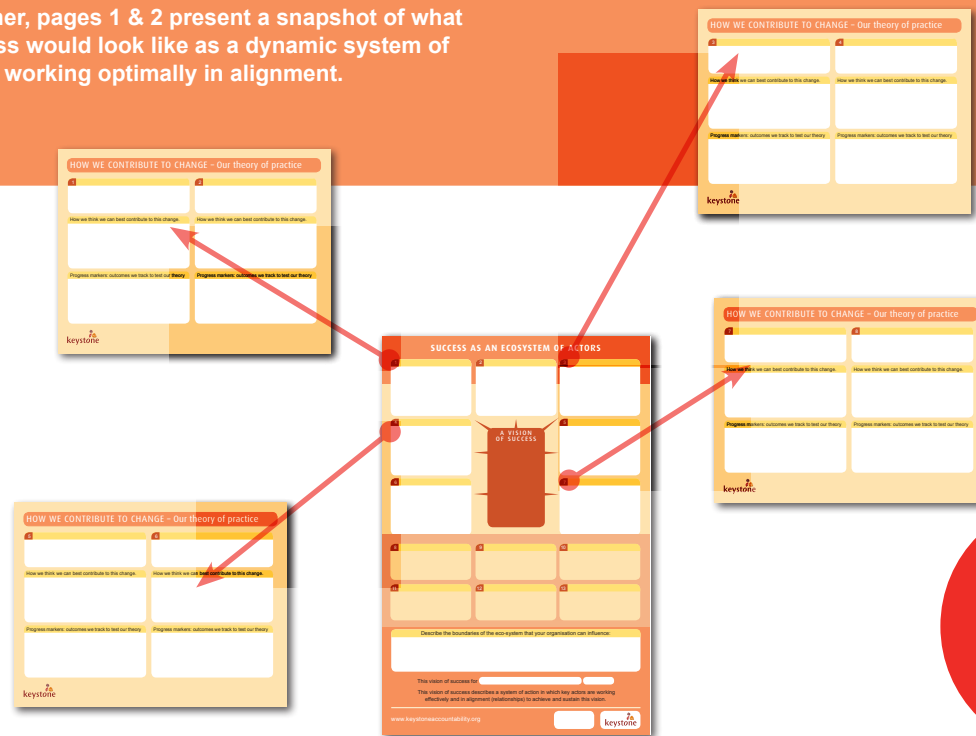 her, pages 1 & 2 present a snapshot of what
ss would look like as a dynamic system of
working optimally in alignment.
HOW WE CONTRIBUTE TO CHANGE – Our theory of practice
3 4
How we think we can best contribute to this change. How we think we can best contribute to this change.
Progress markers: outcomes we track to test our theory Progress markers: outcomes we track to test our theory
keystone
HOW WE CONTRIBUTE TO CHANGE – Our theory of practice
1 2
How we think we can best contribute to this change. How we think we can best contribute to this change.
Progress markers: outcomes we track to test our theory Progress markers: outcomes we track to test our theory
keystone
HOW WE CONTRIBUTE TO CHANGE – Our theory of practice
7 8
How we think we can best contribute to this change. How we think we can best contribute to this change.
Progress markers: outcomes we track to test our theory Progress markers: outcomes we track to test our theory
keystone
SUCCESS AS AN ECOSYSTEM OF ACTORS
A VISION
OF SUCCESS
9 10
11 12
Describe the boundaries of the eco-system that your organisation can influence:
This vision of success for
This vision of success describes a system of action in which key actors are working
effectively and in alignment (relationships) to achieve and sustain this vision.
www.keystoneaccountability.org
keystone
HOW WE CONTRIBUTE TO CHANGE – Our theory of practice
5 6
How we think we can best contribute to this change. How we think we can best contribute to this change.
Progress markers: outcomes we track to test our theory Progress markers: outcomes we track to test our theory
keystone